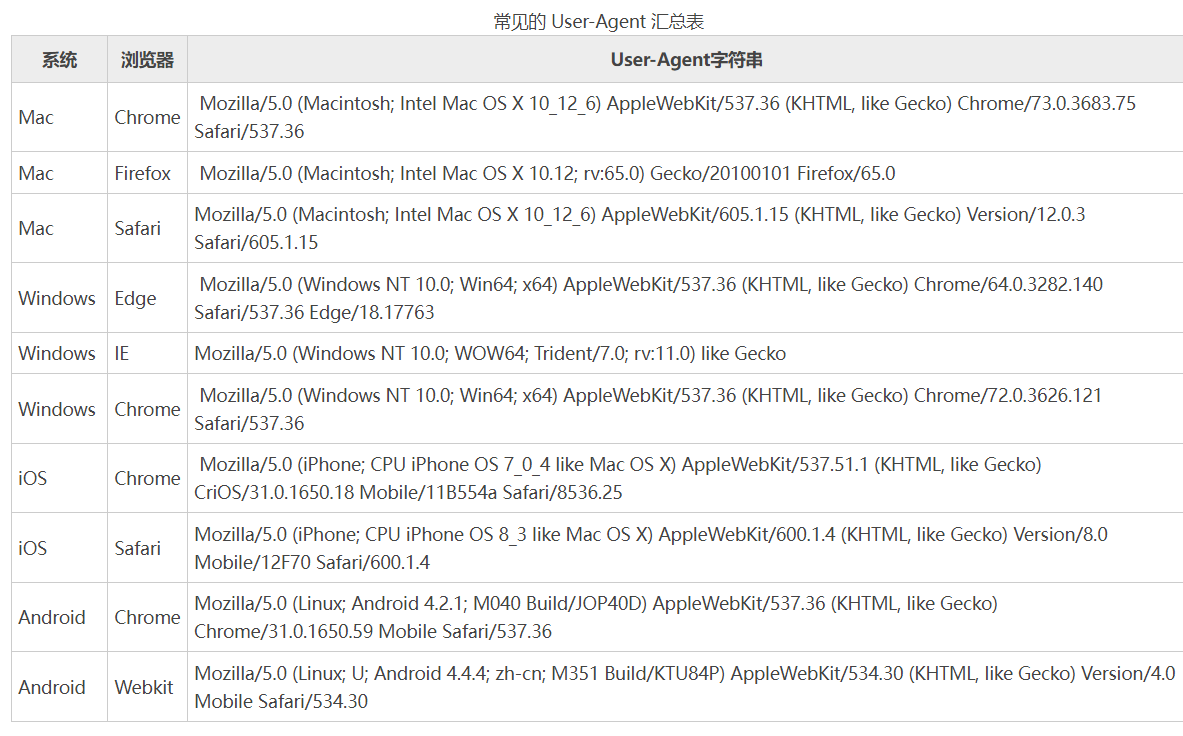 常见的 User-Agent 汇总表
系统 浏览器 User-Agent字符串
Mac Chrome Mozilla/5.0 (Macintosh; Intel Mac OS X 10_12_6) AppleWebKit/537.36 (KHTML, like Gecko) Chrome/73.0.3683.75
Safari/537.36
Mac Firefox Mozilla/5.0 (Macintosh; Intel Mac OS X 10.12; rv:65.0) Gecko/20100101 Firefox/65.0
Mac Safari Mozilla/5.0 (Macintosh; Intel Mac OS X 10_12_6) AppleWebKit/605.1.15 (KHTML, like Gecko) Version/12.0.3
Safari/605.1.15
Windows Edge Mozilla/5.0 (Windows NT 10.0; Win64; x64) AppleWebKit/537.36 (KHTML, like Gecko) Chrome/64.0.3282.140
Safari/537.36 Edge/18.17763
Windows IE Mozilla/5.0 (Windows NT 10.0; WOW64; Trident/7.0; rv:11.0) like Gecko
Windows Chrome Mozilla/5.0 (Windows NT 10.0; Win64; x64) AppleWebKit/537.36 (KHTML, like Gecko) Chrome/72.0.3626.121
Safari/537.36
iOS Chrome Mozilla/5.0 (iPhone; CPU iPhone OS 7_0_4 like Mac OS X) AppleWebKit/537.51.1 (KHTML, like Gecko)
CriOS/31.0.1650.18 Mobile/11B554a Safari/8536.25
iOS Safari Mozilla/5.0 (iPhone; CPU iPhone OS 8_3 like Mac OS X) AppleWebKit/600.1.4 (KHTML, like Gecko) Version/8.0
Mobile/12F70 Safari/600.1.4
Android Chrome Mozilla/5.0 (Linux; Android 4.2.1; M040 Build/JOP40D) AppleWebKit/537.36 (KHTML, like Gecko)
Chrome/31.0.1650.59 Mobile Safari/537.36
Android Webkit Mozilla/5.0 (Linux; U; Android 4.4.4; zh-cn; M351 Build/KTU84P) AppleWebKit/534.30 (KHTML, like Gecko) Version/4.0
Mobile Safari/534.30